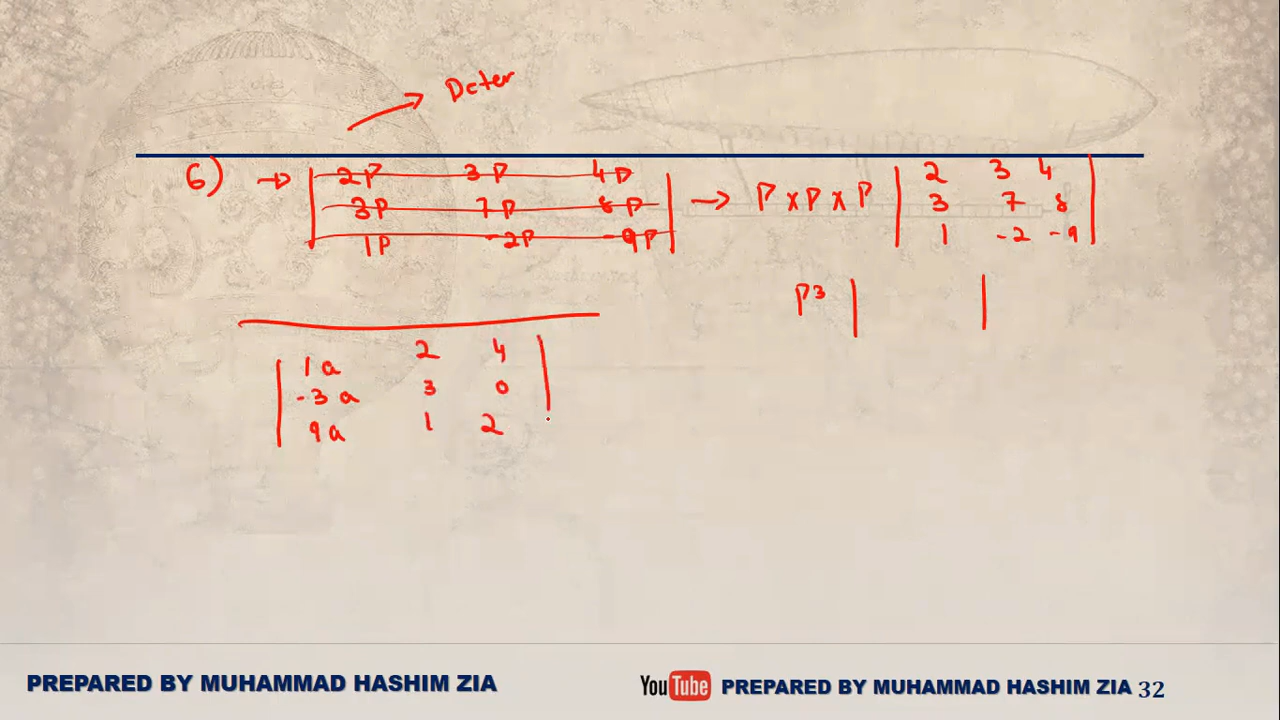 Deter
6) → | 2P 3P 4P | → P x P x P | 2 3 4 |
| 3P 7P 8P | | 3 7 8 |
| 1P -2P -9P | | 1 -2 -9 |
P3 | |
| 1a 2 4 |
| -3a 3 0 |
| 9a 1 2 |
PREPARED BY MUHAMMAD HASHIM ZIA
YouTube PREPARED BY MUHAMMAD HASHIM ZIA 32